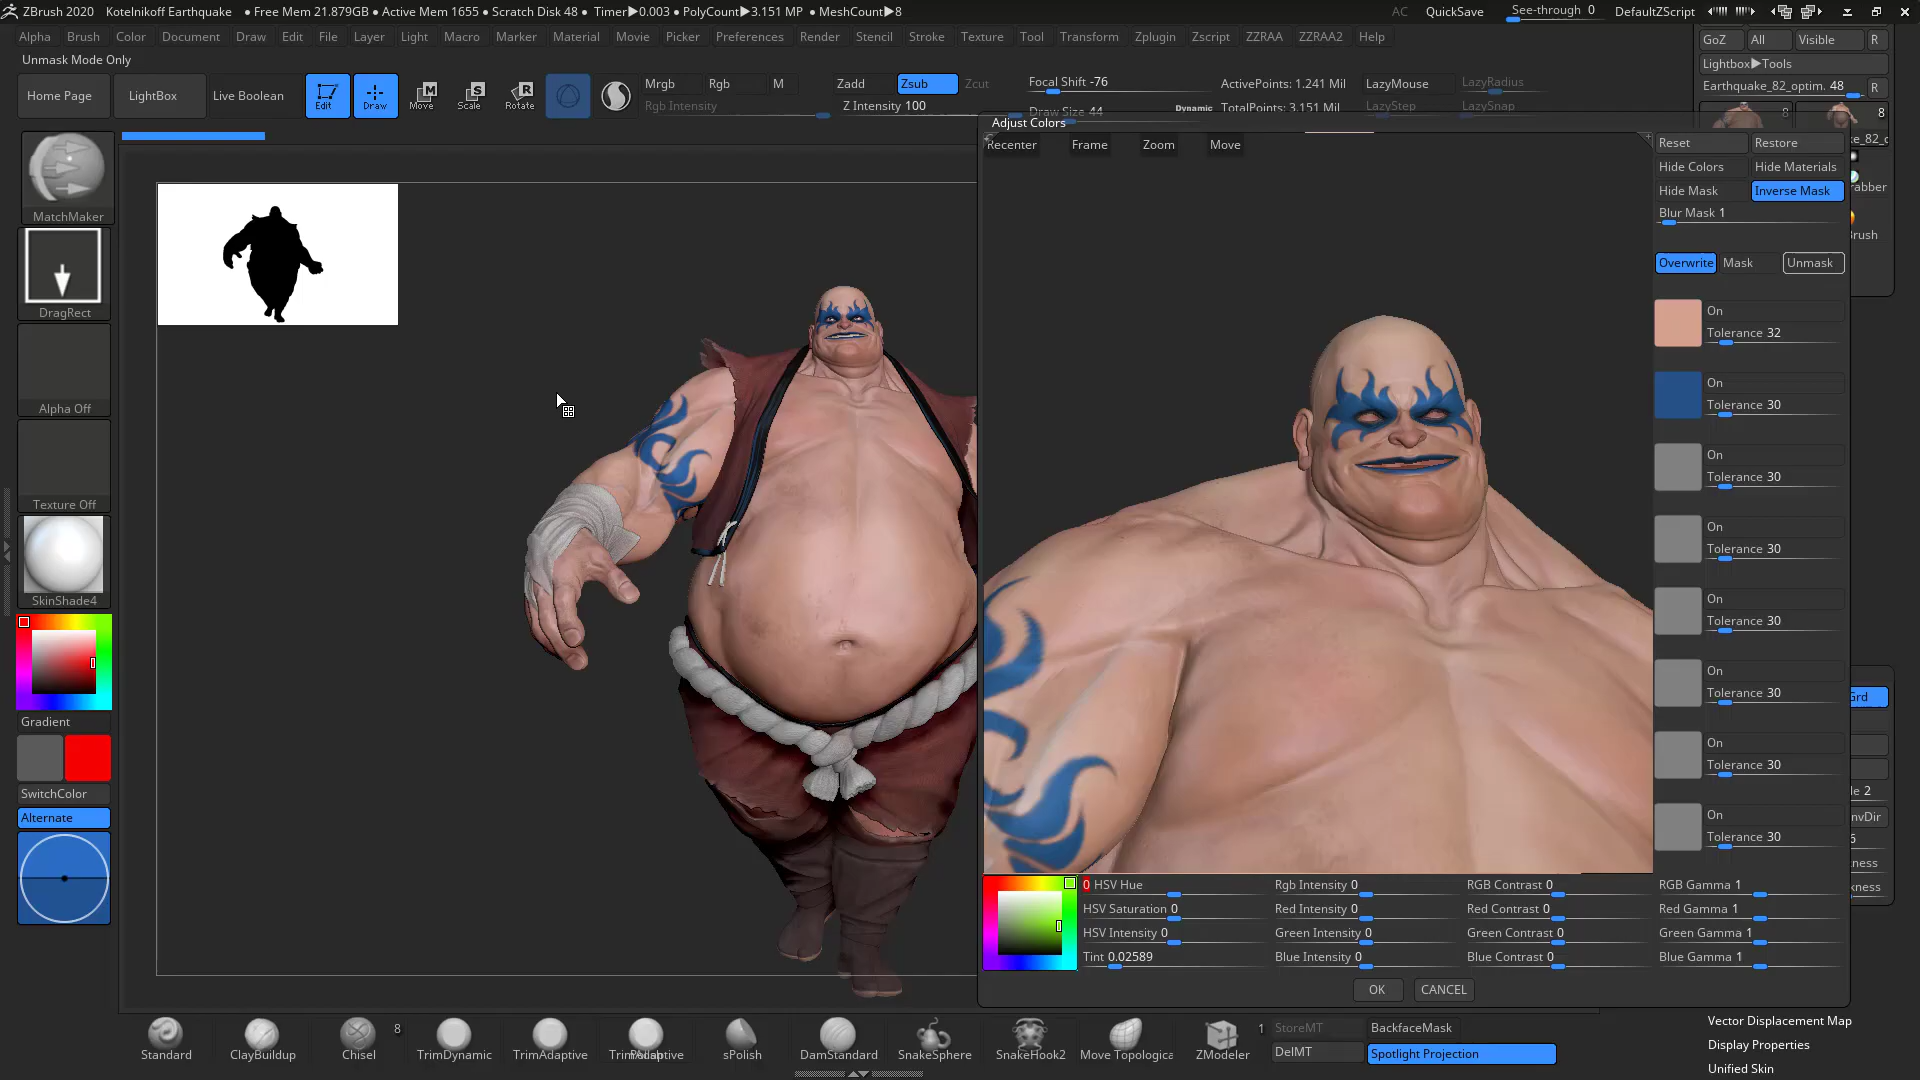 ZBrush 2020 Kotelnikoff Earthquake • Free Mem 21.879GB • Active Mem 1655 • Scratch Disk 48 • Timer▶0.003 • PolyCount▶3.151 MP • MeshCount▶8 AC QuickSave See-through 0 DefaultZScript
Alpha Brush Color Document Draw Edit File Layer Light Macro Marker Material Movie Picker Preferences Render Stencil Stroke Texture Tool Transform Zplugin Zscript ZZRAA ZZRAA2 Help
GoZ All Visible R
Unmask Mode Only
Lightbox▶Tools
Home Page LightBox Live Boolean Edit Draw Move Scale Rotate
Mrgb Rgb M Zadd Zsub Zcut Focal Shift -76 ActivePoints: 1.241 Mil LazyMouse LazyRadius
Rgb Intensity Z Intensity 100 Draw Size 44 Dynamic TotalPoints: 3.151 Mil LazyStep LazySnap
Earthquake_82_optim. 48 R
8 8
Adjust Colors
Recenter Frame Zoom Move
Reset Restore
Hide Colors Hide Materials
Hide Mask Inverse Mask
Blur Mask 1
Overwrite Mask Unmask
On
Tolerance 32
On
Tolerance 30
On
Tolerance 30
On
Tolerance 30
On
Tolerance 30
On
Tolerance 30
On
Tolerance 30
On
Tolerance 30
MatchMaker
DragRect
Alpha Off
Texture Off
SkinShade4
Gradient
SwitchColor
Alternate
0 HSV Hue Rgb Intensity 0 RGB Contrast 0 RGB Gamma 1
HSV Saturation 0 Red Intensity 0 Red Contrast 0 Red Gamma 1
HSV Intensity 0 Green Intensity 0 Green Contrast 0 Green Gamma 1
Tint 0.02589 Blue Intensity 0 Blue Contrast 0 Blue Gamma 1
OK CANCEL
8 1
Standard ClayBuildup Chisel TrimDynamic TrimAdaptive sPolish DamStandard SnakeSphere SnakeHook2 Move Topologica ZModeler
StoreMT BackfaceMask
DelMT Spotlight Projection
Vector Displacement Map
Display Properties
Unified Skin